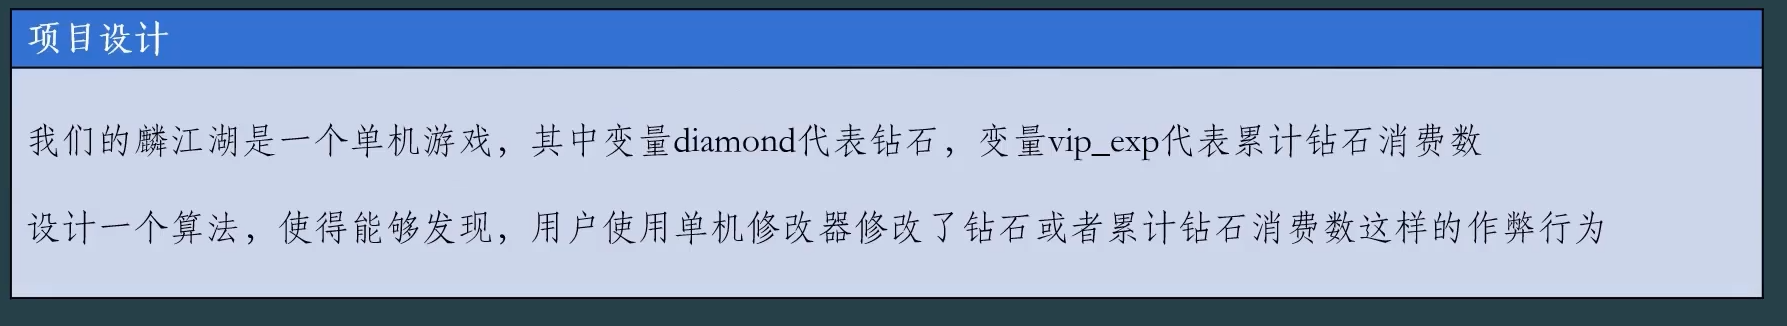 项目设计
我们的麟江湖是一个单机游戏，其中变量diamond代表钻石，变量vip_exp代表累计钻石消费数
设计一个算法，使得能够发现，用户使用单机修改器修改了钻石或者累计钻石消费数这样的作弊行为